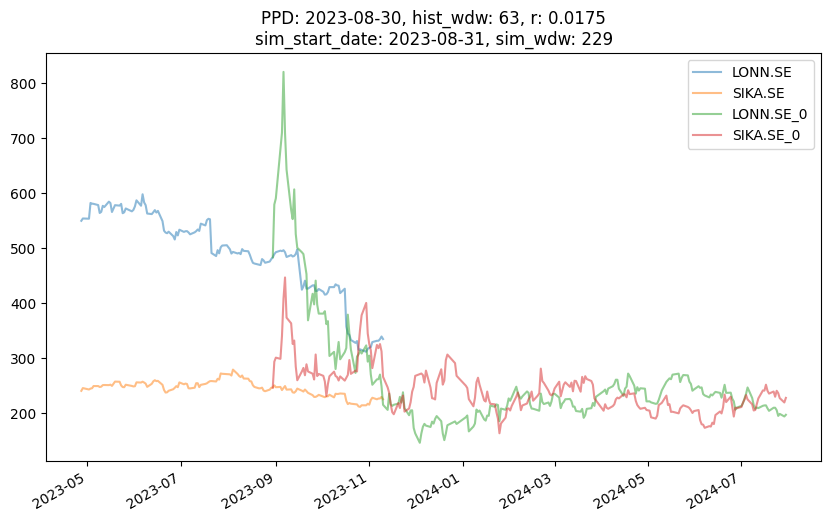 PPD: 2023-08-30, hist_wdw: 63, r: 0.0175
sim_start_date: 2023-08-31, sim_wdw: 229
LONN.SE
SIKA.SE
LONN.SE_0
SIKA.SE_0
800
700
600
500
400
300
200
2023-05
2023-07
2023-09
2023-11
2024-01
2024-03
2024-05
2024-07